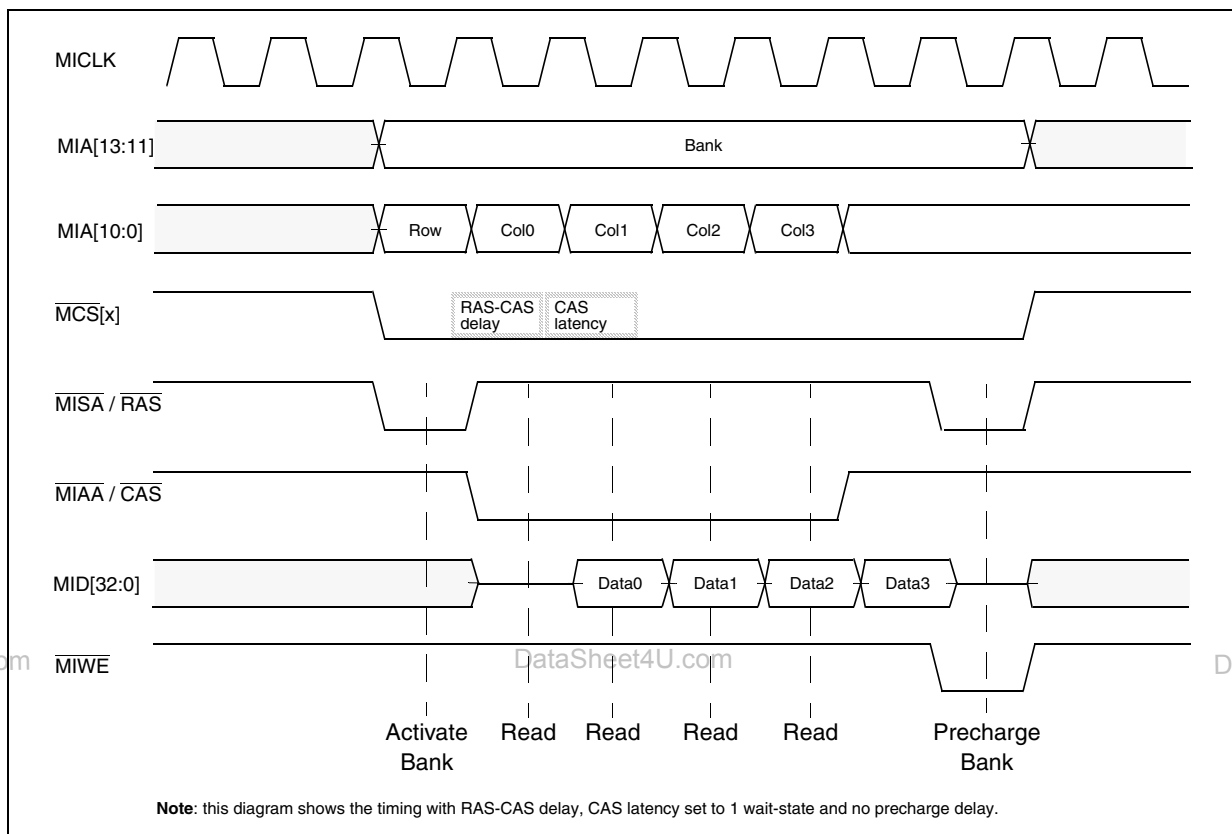 MICLK
MIA[13:11]
Bank
MIA[10:0]
Row Col0 Col1 Col2 Col3
MCS[x]
RAS-CAS
delay
CAS
latency
MISA / RAS
MIAA / CAS
MID[32:0]
Data0 Data1 Data2 Data3
om
MIWE
DataSheet4U.com
D
Activate
Bank
Read Read Read Read
Precharge
Bank
Note: this diagram shows the timing with RAS-CAS delay, CAS latency set to 1 wait-state and no precharge delay.